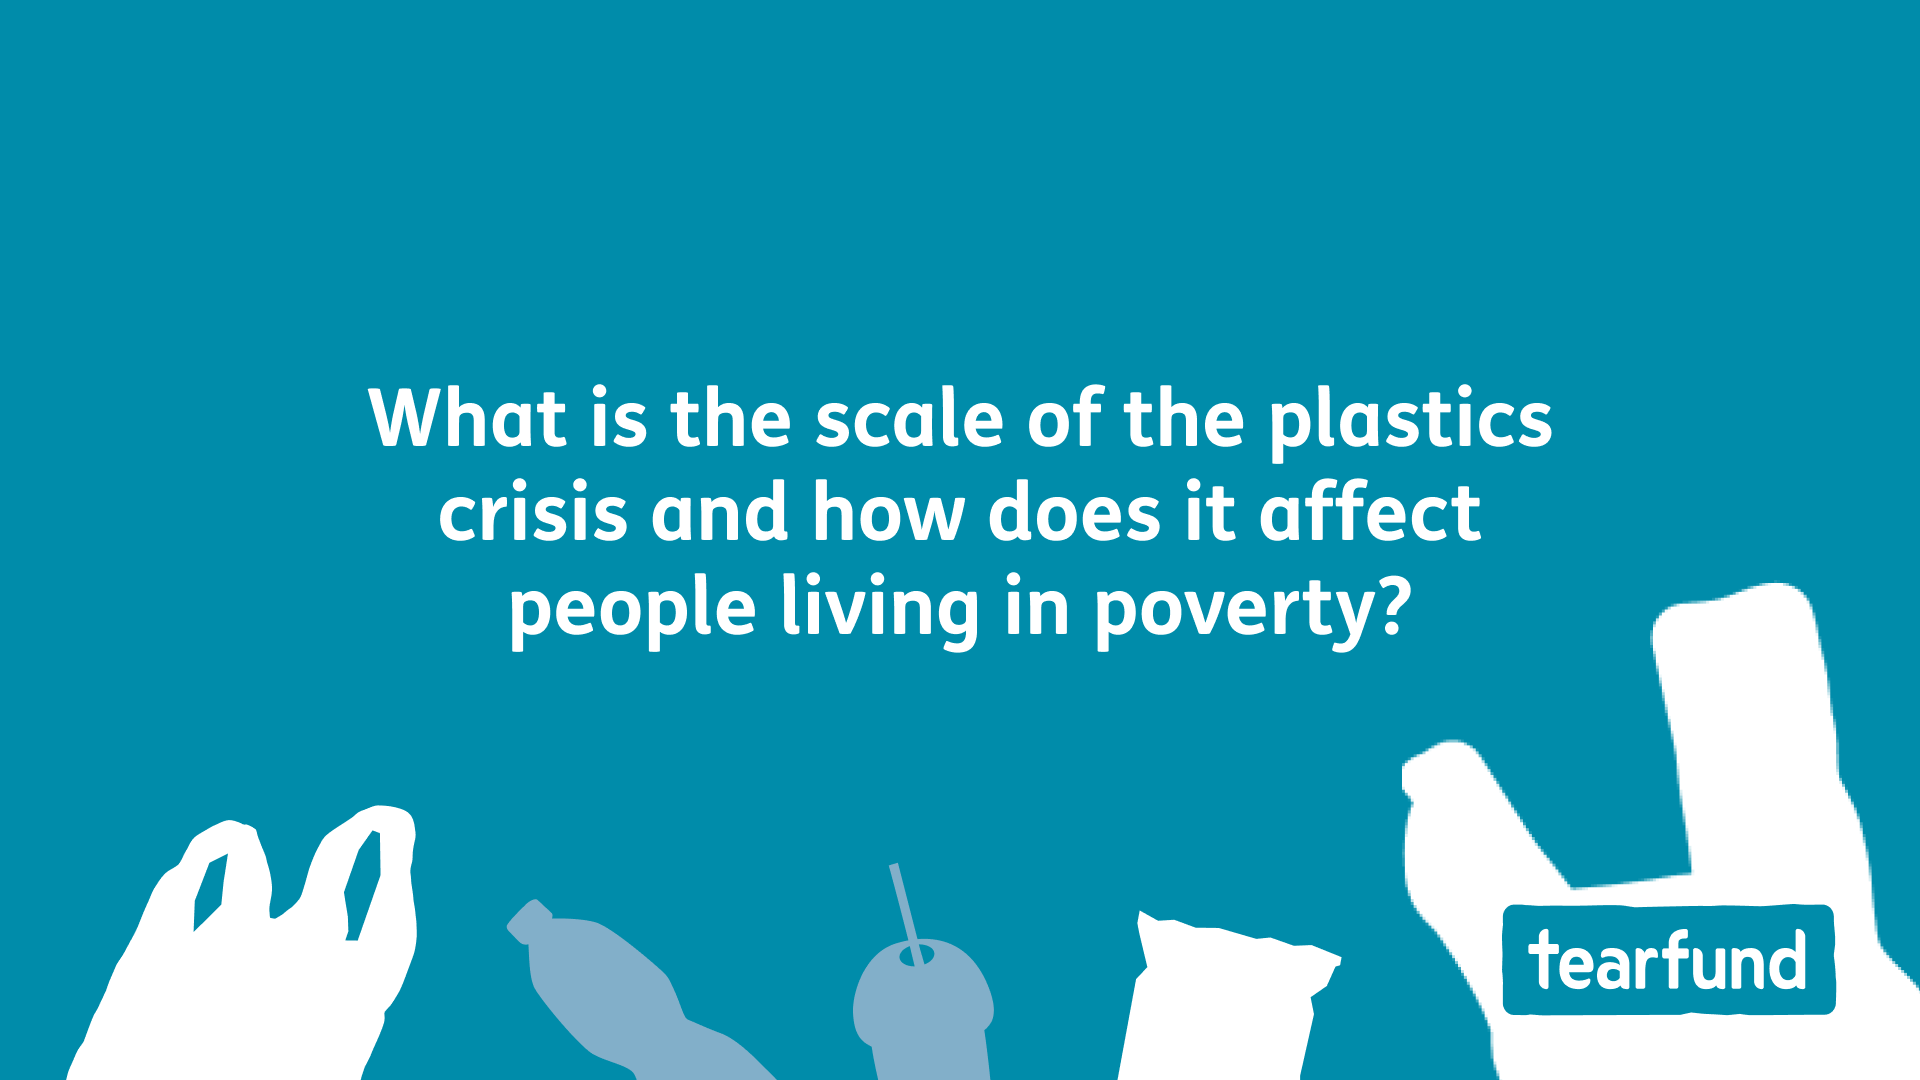 What is the scale of the plastics
crisis and how does it affect
people living in poverty?
tearfund